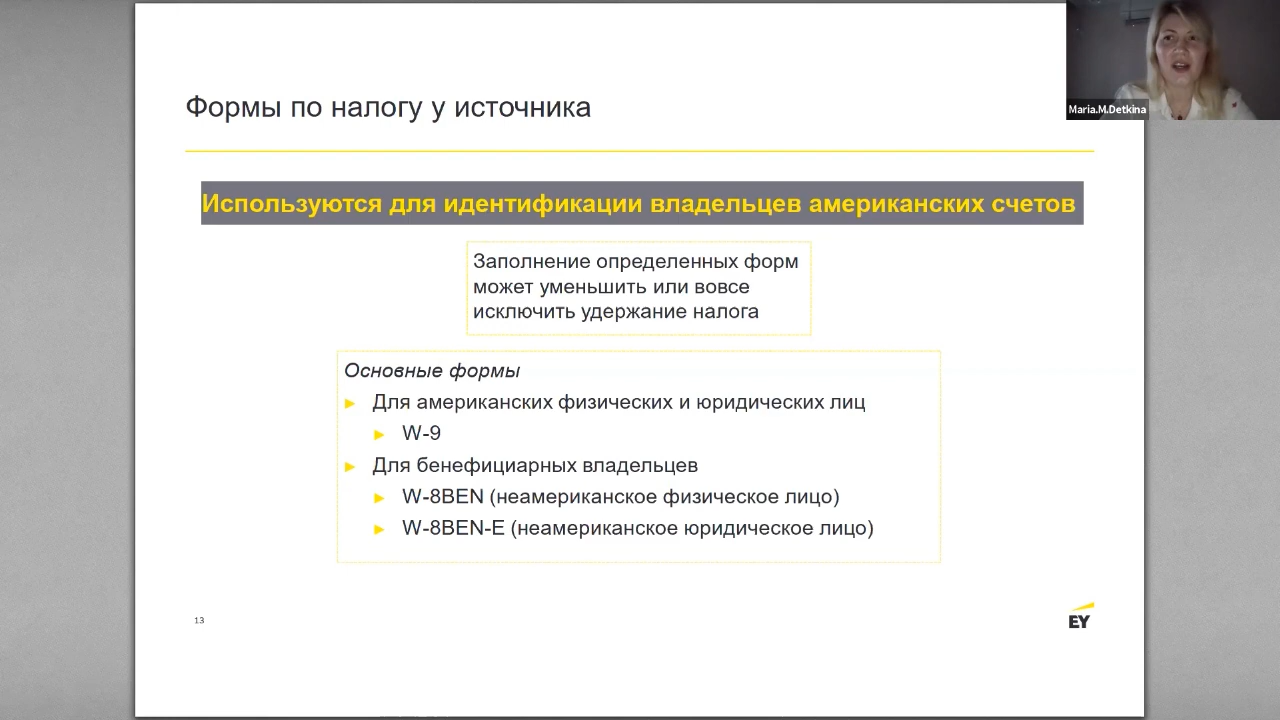 Формы по налогу у источника
Maria.M.Detkina
Используются для идентификации владельцев американских счетов
Заполнение определенных форм
может уменьшить или вовсе
исключить удержание налога
Основные формы
► Для американских физических и юридических лиц
► W-9
► Для бенефициарных владельцев
► W-8BEN (неамериканское физическое лицо)
► W-8BEN-E (неамериканское юридическое лицо)
13
EY